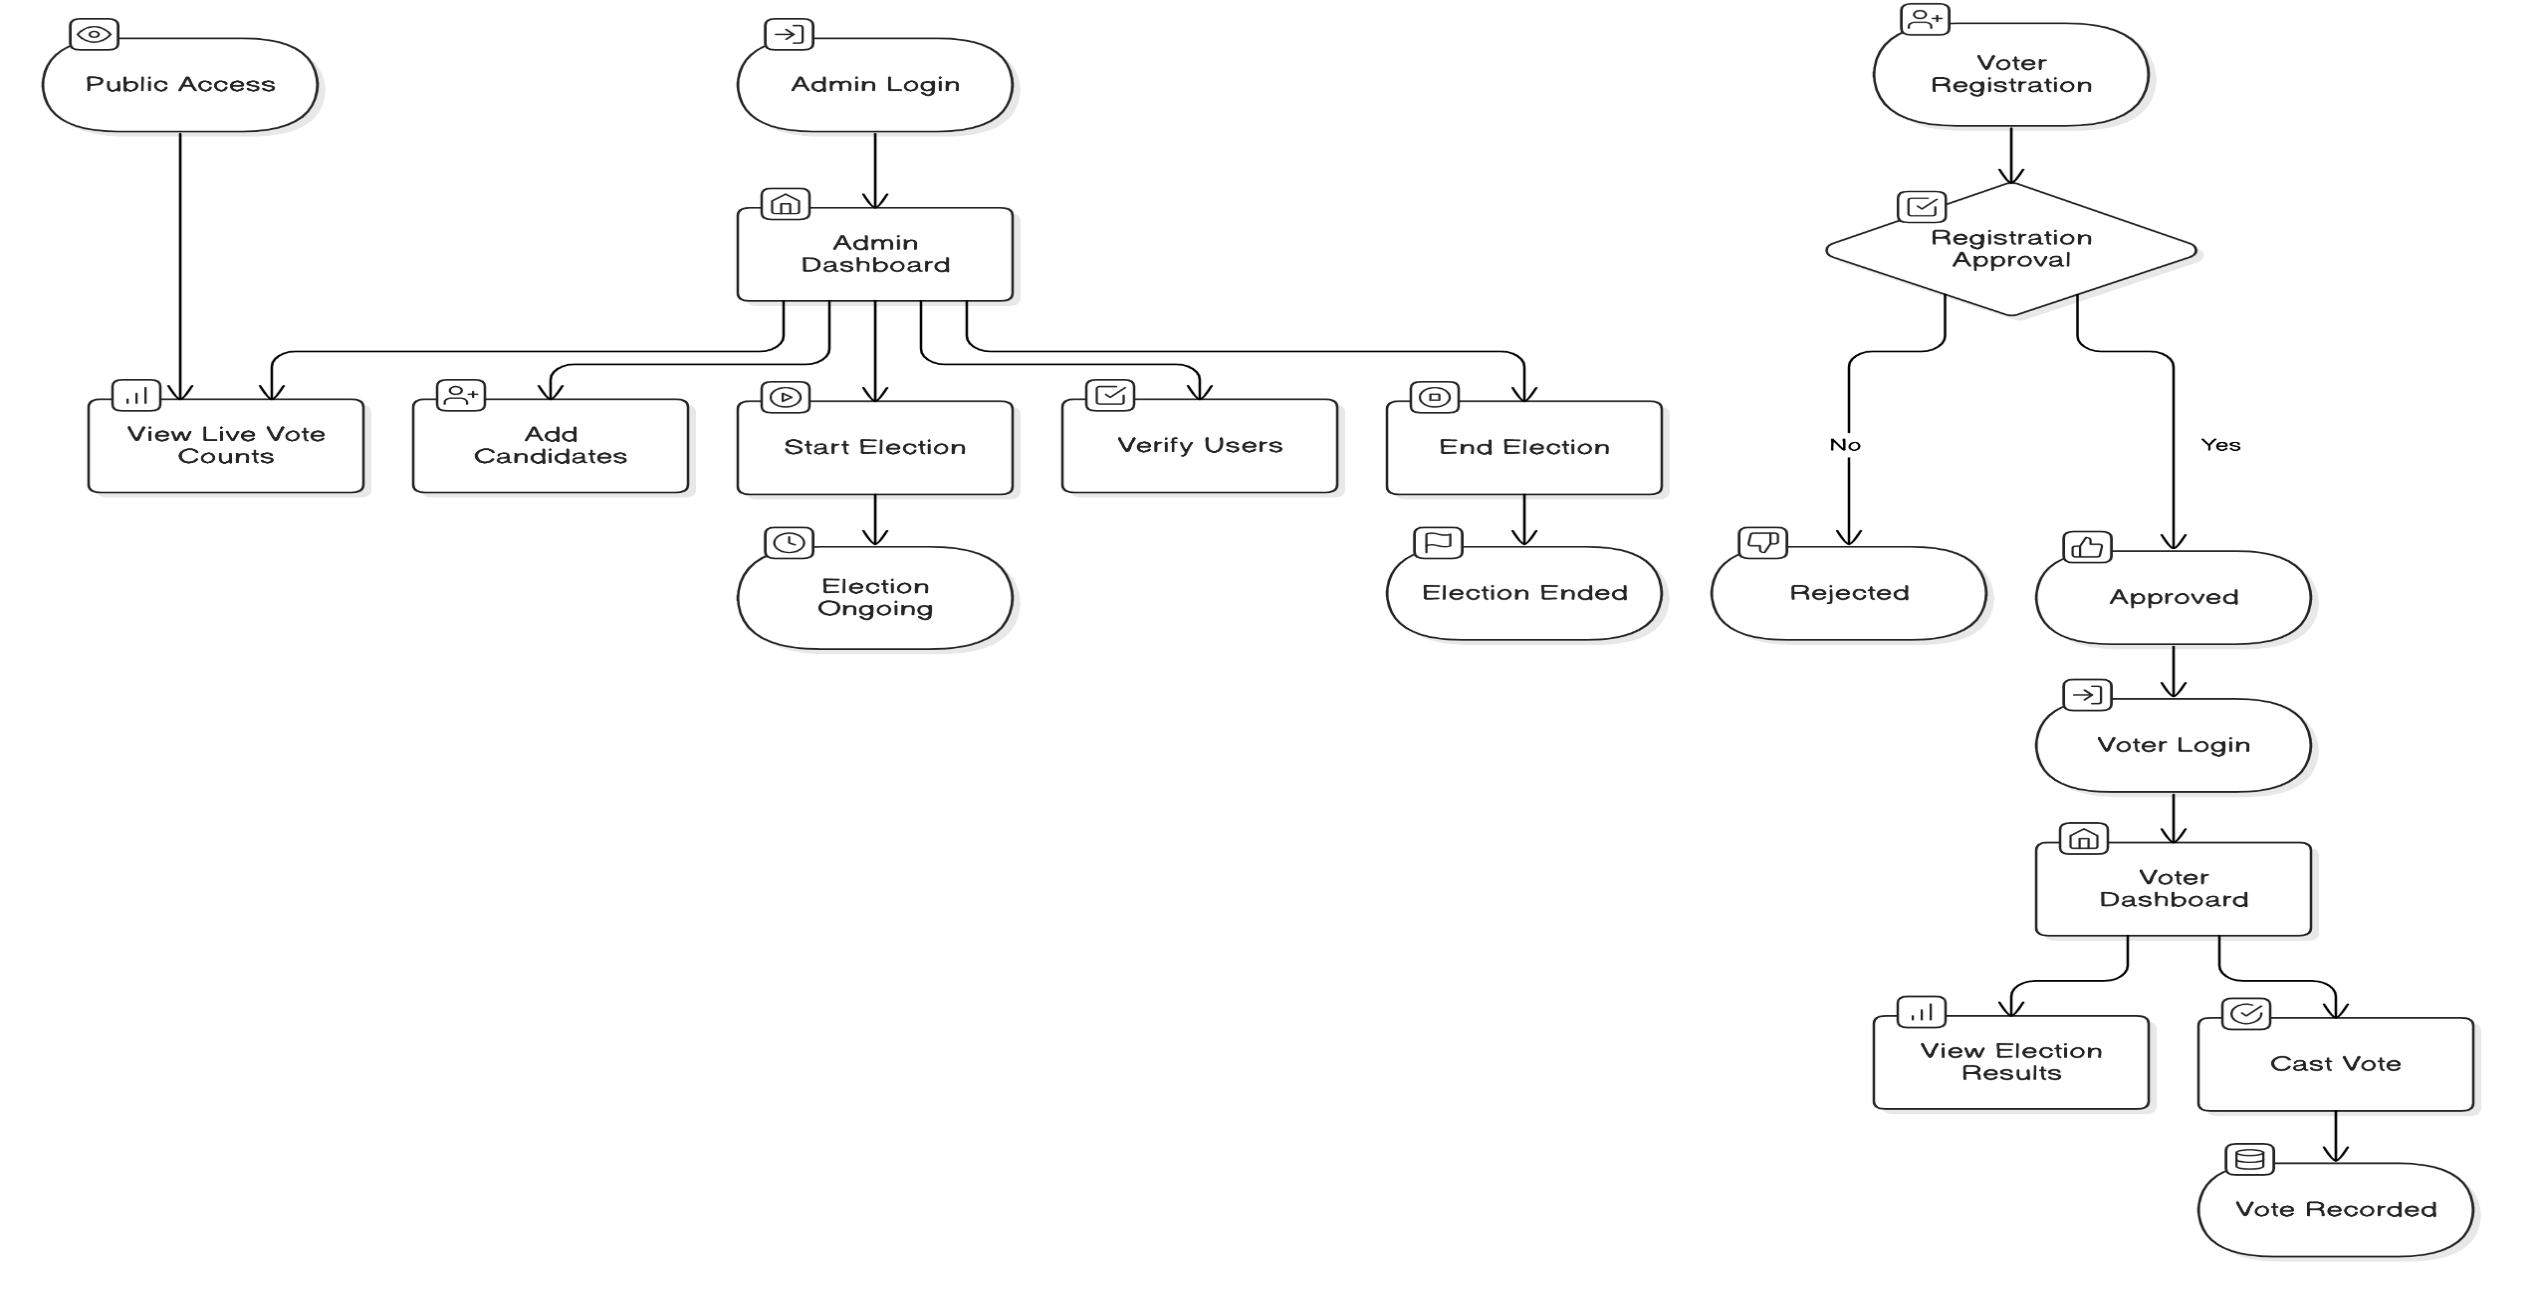 Public Access
Admin Login
Voter
Registration
Admin
Dashboard
Registration
Approval
View Live Vote
Counts
Add
Candidates
Start Election
Verify Users
End Election
No
Yes
Election
Ongoing
Election Ended
Rejected
Approved
Voter Login
Voter
Dashboard
View Election
Results
Cast Vote
Vote Recorded